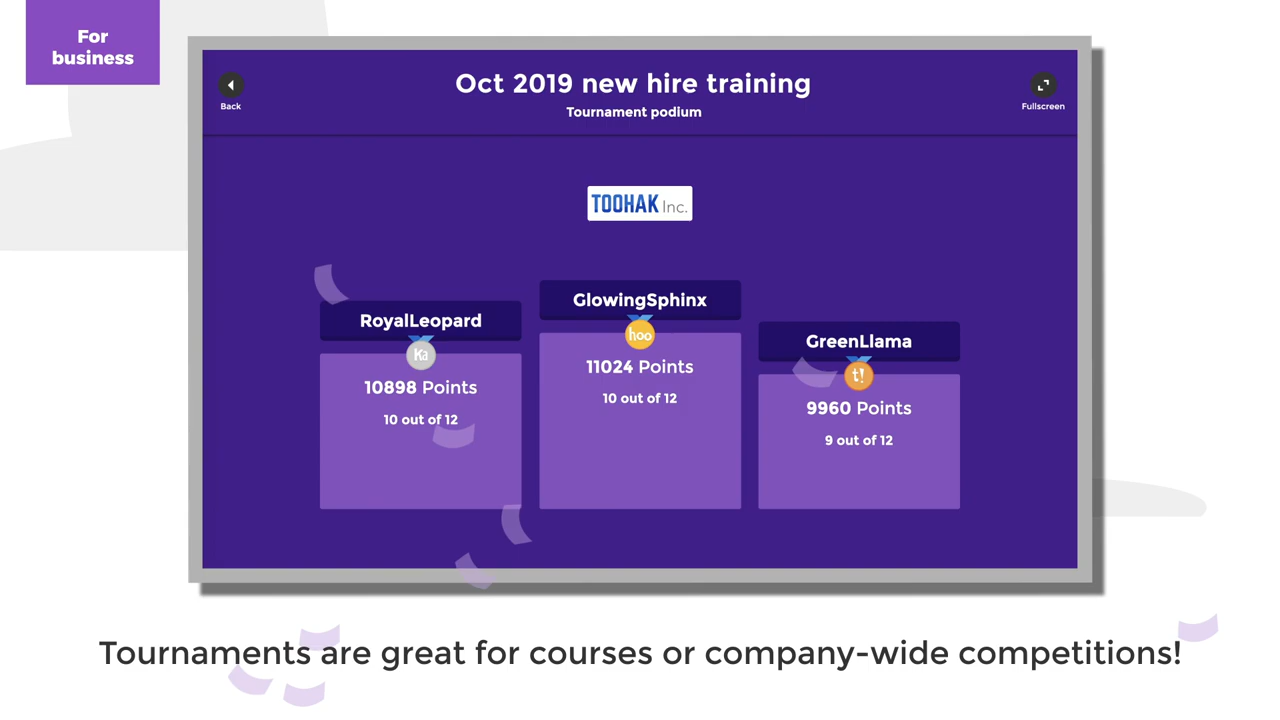 For
business
Oct 2019 new hire training
Back
Fullscreen
Tournament podium
TOOHAK Inc.
GlowingSphinx
RoyalLeopard
GreenLlama
hoo
Ka
t!
11024 Points
10898 Points
9960 Points
10 out of 12
10 out of 12
9 out of 12
Tournaments are great for courses or company-wide competitions!